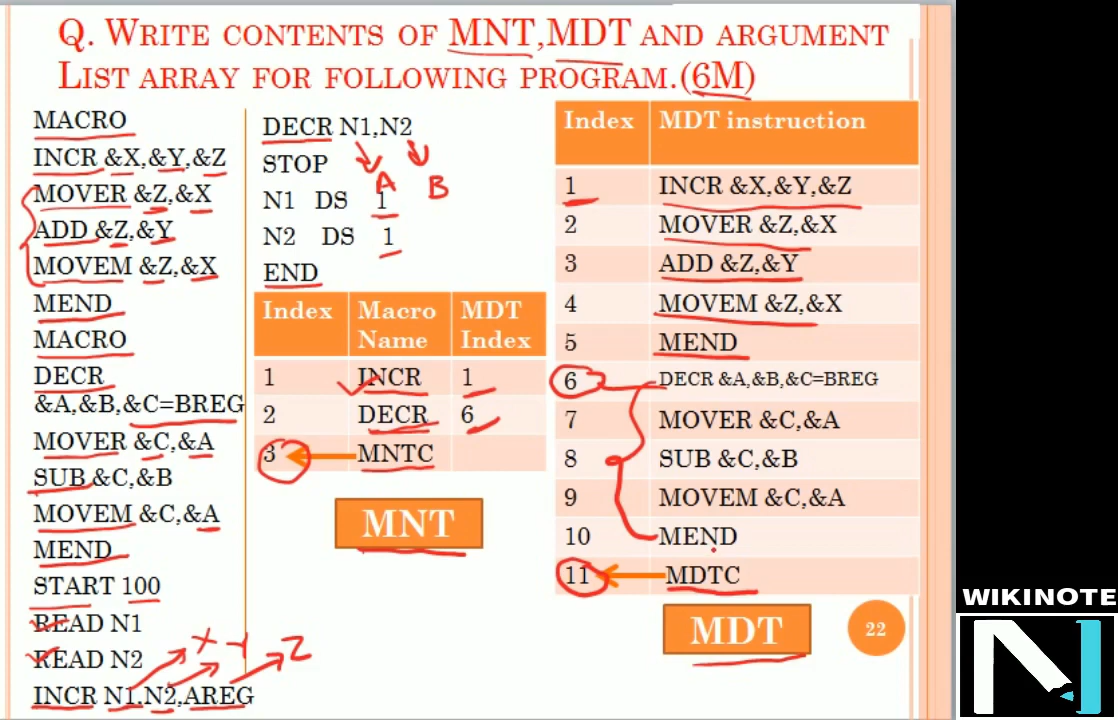 Q. WRITE CONTENTS OF MNT,MDT AND ARGUMENT
LIST ARRAY FOR FOLLOWING PROGRAM.(6M)
MACRO
INCR &X,&Y,&Z
MOVER &Z,&X
ADD &Z,&Y
MOVEM &Z,&X
MEND
MACRO
DECR
&A,&B,&C=BREG
MOVER &C,&A
SUB &C,&B
MOVEM &C,&A
MEND
START 100
READ N1
READ N2
X Y Z
INCR N1,N2,AREG
DECR N1,N2
STOP
A B
N1 DS 1
N2 DS 1
END
Index Macro Name MDT Index
1 INCR 1
2 DECR 6
3 MNTC
MNT
Index MDT instruction
1 INCR &X,&Y,&Z
2 MOVER &Z,&X
3 ADD &Z,&Y
4 MOVEM &Z,&X
5 MEND
6 DECR &A,&B,&C=BREG
7 MOVER &C,&A
8 SUB &C,&B
9 MOVEM &C,&A
10 MEND
11 MDTC
MDT
22
WIKINOTE
N